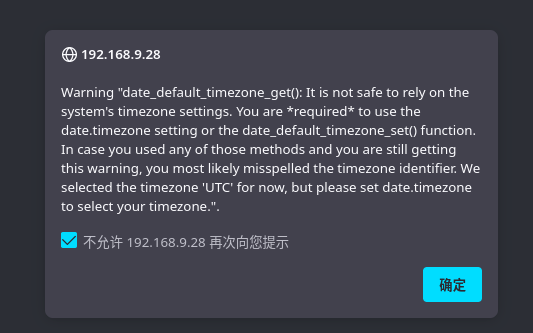 192.168.9.28
Warning "date_default_timezone_get(): It is not safe to rely on the
system's timezone settings. You are *required* to use the
date.timezone setting or the date_default_timezone_set() function.
In case you used any of those methods and you are still getting
this warning, you most likely misspelled the timezone identifier. We
selected the timezone 'UTC' for now, but please set date.timezone
to select your timezone.".
不允许 192.168.9.28 再次向您提示
确定